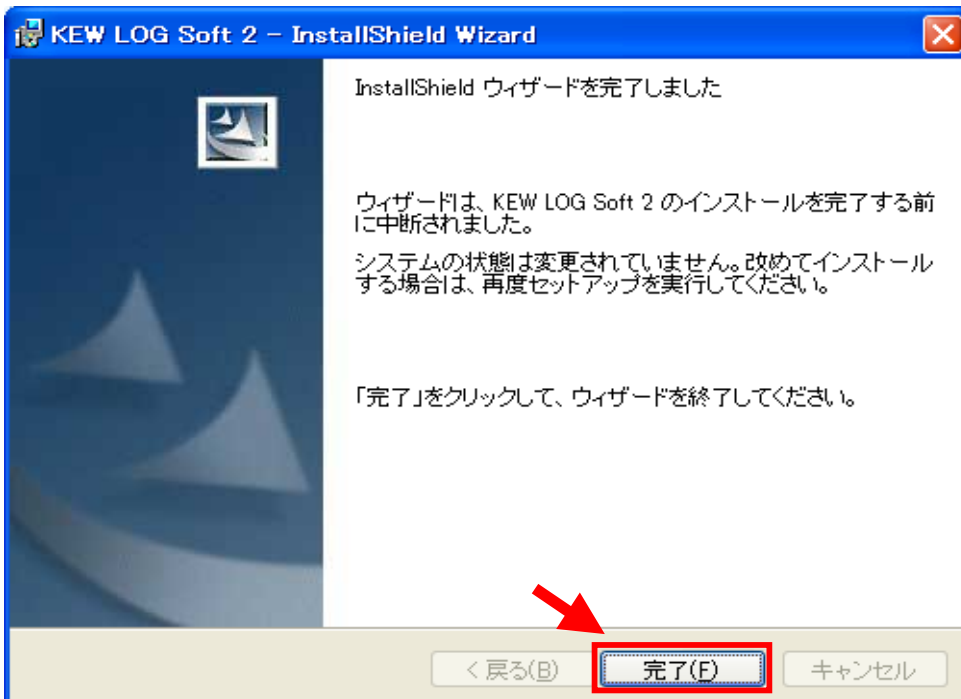 KEW LOG Soft 2 - InstallShield Wizard
InstallShield ウィザードを完了しました
ウィザードは、KEW LOG Soft 2 のインストールを完了する前
に中断されました。
システムの状態は変更されていません。改めてインストール
する場合は、再度セットアップを実行してください。
「完了」をクリックして、ウィザードを終了してください。
< 戻る(B)
完了(F)
キャンセル